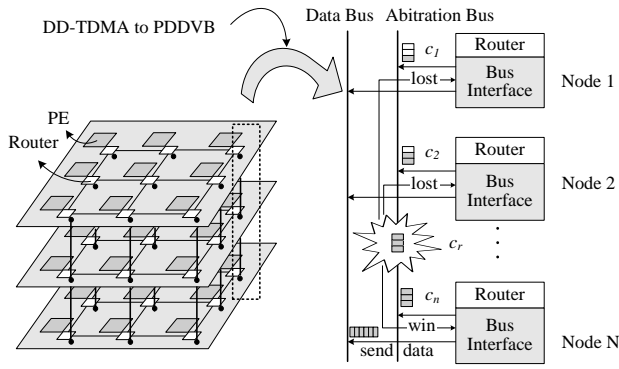 DD-TDMA to PDDVB
Data Bus
Abitration Bus
PE
Router
c1
Router
lost
Bus
Interface
Node 1
c2
Router
lost
Bus
Interface
Node 2
cr
cn
Router
win
Bus
Interface
send data
Node N